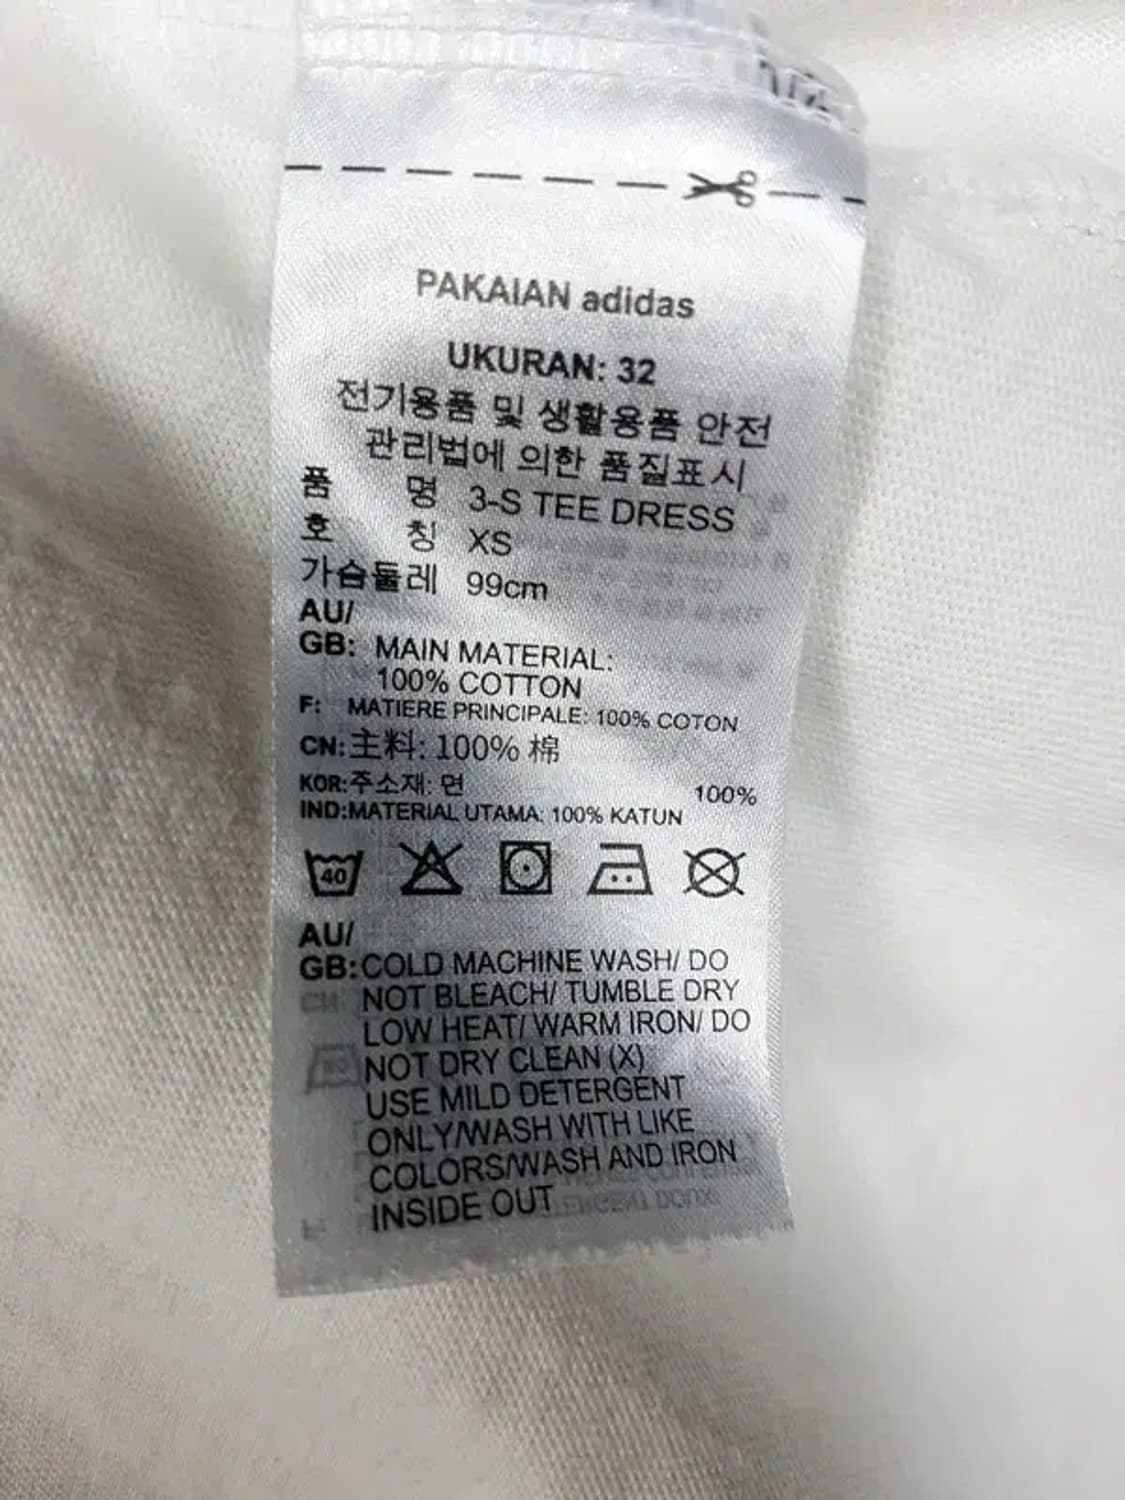 PAKAIAN adidas
UKURAN: 32
전기용품 및 생활용품 안전
관리법에 의한 품질표시
품 명 3-S TEE DRESS
호 칭 XS
가슴둘레 99cm
AU/
GB: MAIN MATERIAL:
100% COTTON
F: MATIERE PRINCIPALE: 100% COTON
CN:主料: 100% 棉
KOR:주소재: 면 100%
IND:MATERIAL UTAMA: 100% KATUN
40
AU/
GB:COLD MACHINE WASH/ DO
NOT BLEACH/ TUMBLE DRY
LOW HEAT/ WARM IRON/ DO
NOT DRY CLEAN (X)
USE MILD DETERGENT
ONLY/WASH WITH LIKE
COLORS/WASH AND IRON
INSIDE OUT